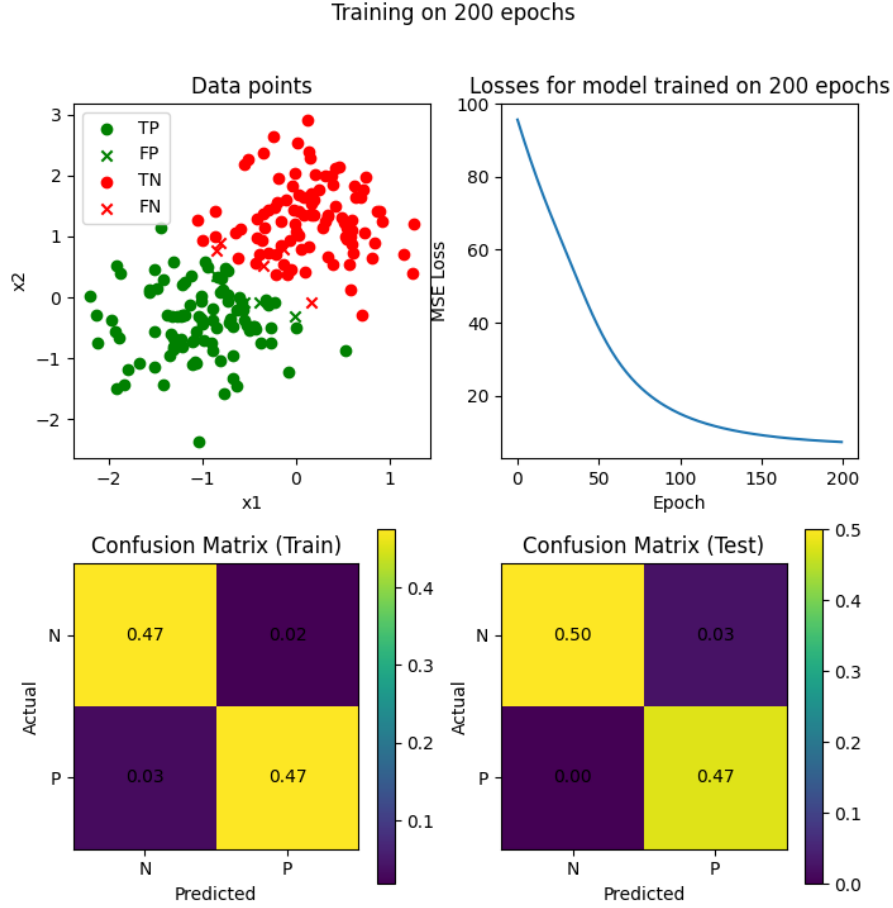 Training on 200 epochs
Data points
TP
FP
TN
FN
3
2
1
0
−1
−2
x2
−2
−1
0
1
x1
Losses for model trained on 200 epochs
100
80
60
40
20
MSE Loss
0
50
100
150
200
Epoch
Confusion Matrix (Train)
N
P
Actual
0.47
0.02
0.03
0.47
N
P
Predicted
0.4
0.3
0.2
0.1
Confusion Matrix (Test)
N
P
Actual
0.50
0.03
0.00
0.47
N
P
Predicted
0.5
0.4
0.3
0.2
0.1
0.0